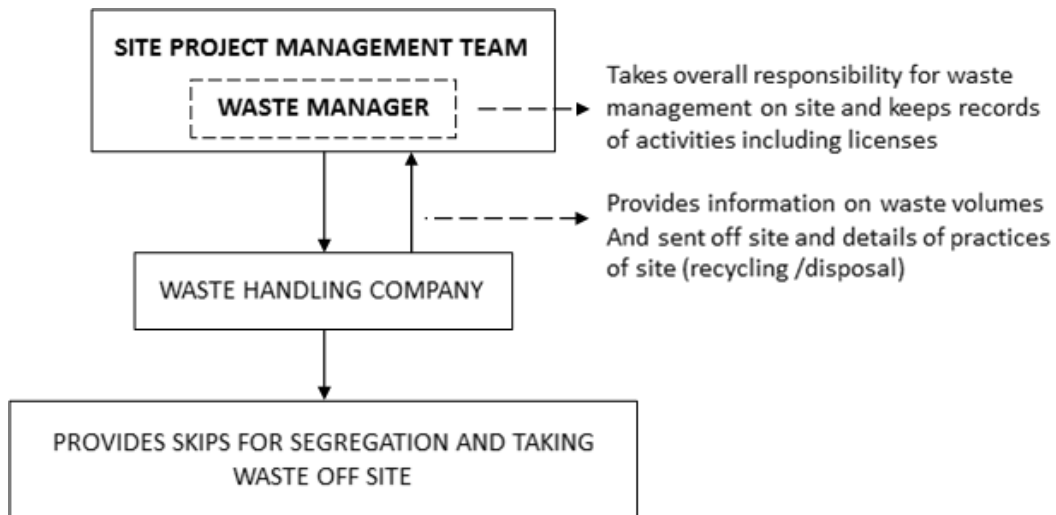 SITE PROJECT MANAGEMENT TEAM
WASTE MANAGER
Takes overall responsibility for waste
management on site and keeps records
of activities including licenses
Provides information on waste volumes
And sent off site and details of practices
of site (recycling /disposal)
WASTE HANDLING COMPANY
PROVIDES SKIPS FOR SEGREGATION AND TAKING
WASTE OFF SITE